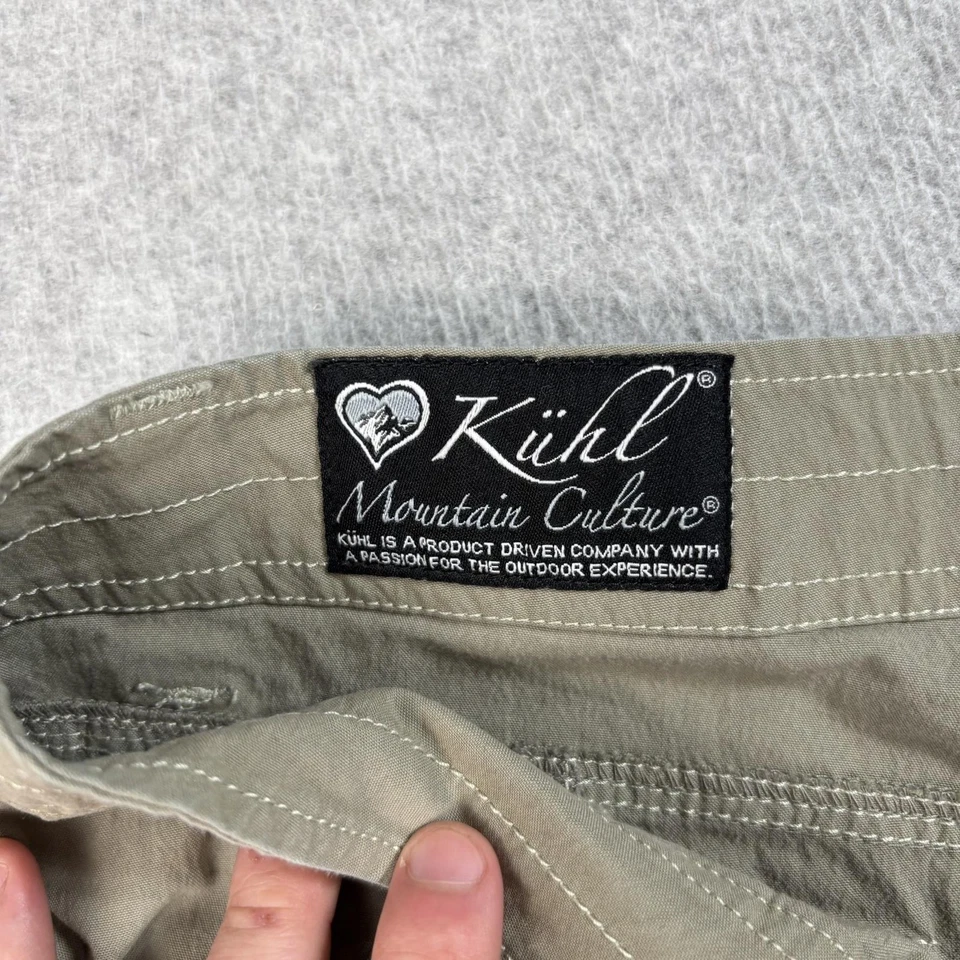 Kühl®
Mountain Culture®
KÜHL IS A PRODUCT DRIVEN COMPANY WITH
A PASSION FOR THE OUTDOOR EXPERIENCE.